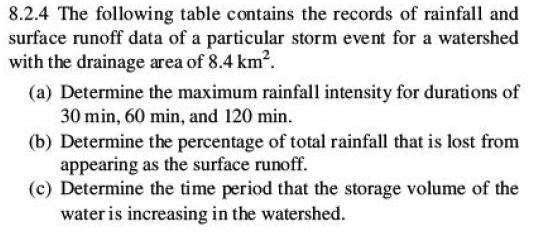 8.2.4 The following table contains the records of rainfall and
surface runoff data of a particular storm event for a watershed
with the drainage area of 8.4 km².
(a) Determine the maximum rainfall intensity for durations of
30 min, 60 min, and 120 min.
(b) Determine the percentage of total rainfall that is lost from
appearing as the surface runoff.
(c) Determine the time period that the storage volume of the
water is increasing in the watershed.